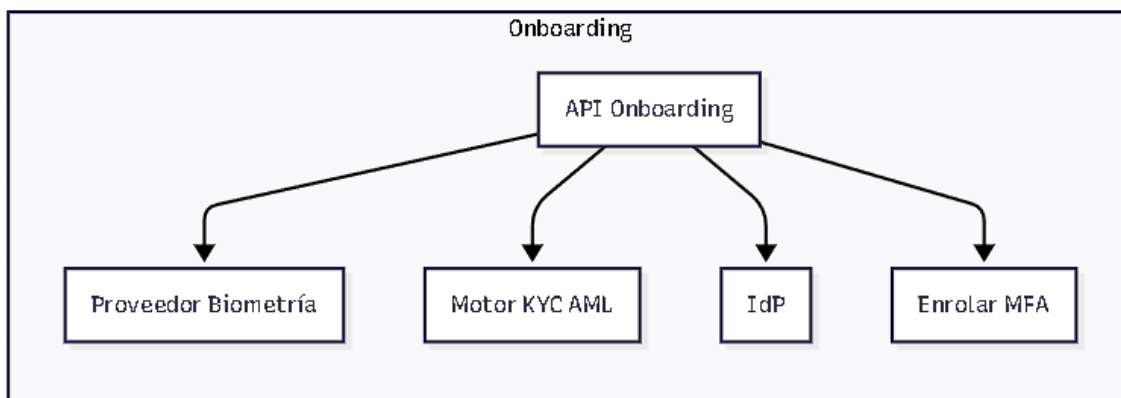 Onboarding
API Onboarding
Proveedor Biometría
Motor KYC AML
IdP
Enrolar MFA